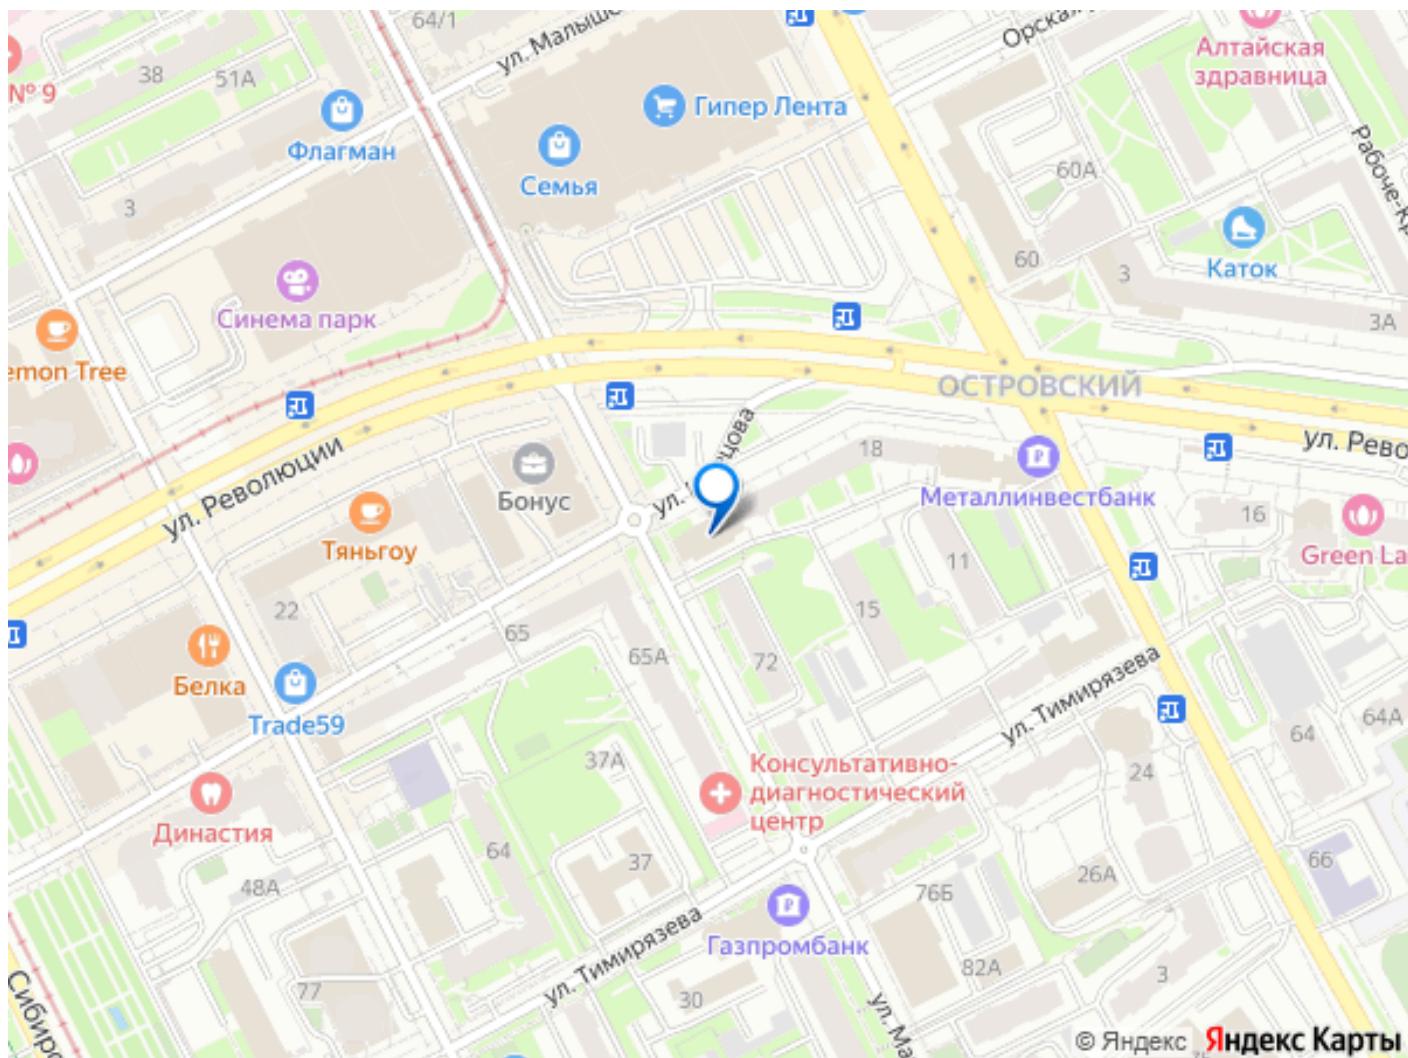 64/1
ул. Малыше
Орская
Алтайская
здравница
38
51А
№ 9
Гипер Лента
Флагман
Семья
Рабоче-Кр
60А
3
60
3
Каток
Синема парк
3А
emon Tree
ОСТРОВСКИЙ
ул. Революции
18
ул. Рево
Бонус
Металлинвестбанк
16
Тяньгоу
11
Green La
22
15
65
65А
72
Белка
ул. Тимирязева
Trade59
64А
64
37А
Консультативно-
диагностический
центр
24
Династия
64
37
66
48А
26А
76Б
ул. Тимирязева
Газпромбанк
82А
3
77
30
Сибирс
ул. Ма
© Яндекс Яндекс Карты